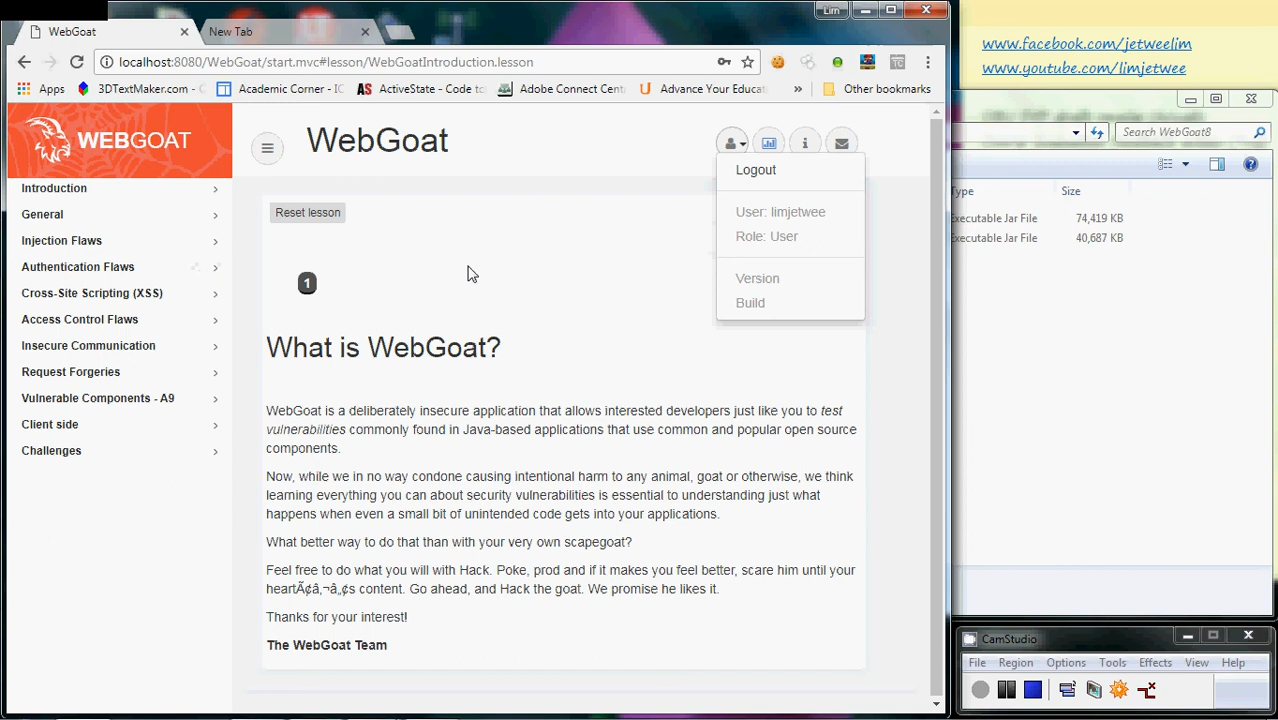 WebGoat
New Tab
Lim
localhost:8080/WebGoat/start.mvc#lesson/WebGoatIntroduction.lesson
Apps
3DTextMaker.com -
Academic Corner - IC
AS ActiveState - Code to
Adobe Connect Cent
U Advance Your Educat
»
Other bookmarks
WEBGOAT
Introduction
General
Injection Flaws
Authentication Flaws
Cross-Site Scripting (XSS)
Access Control Flaws
Insecure Communication
Request Forgeries
Vulnerable Components - A9
Client side
Challenges
WebGoat
Logout
User: limjetwee
Role: User
Version
Build
Reset lesson
1
What is WebGoat?
WebGoat is a deliberately insecure application that allows interested developers just like you to test
vulnerabilities commonly found in Java-based applications that use common and popular open source
components.
Now, while we in no way condone causing intentional harm to any animal, goat or otherwise, we think
learning everything you can about security vulnerabilities is essential to understanding just what
happens when even a small bit of unintended code gets into your applications.
What better way to do that than with your very own scapegoat?
Feel free to do what you will with Hack. Poke, prod and if it makes you feel better, scare him until your
heartÃ¢â‚¬â„¢s content. Go ahead, and Hack the goat. We promise he likes it.
Thanks for your interest!
The WebGoat Team
www.facebook.com/jetweelim
www.youtube.com/limjetwee
Search WebGoat8
Type Size
Executable Jar File 74,419 KB
Executable Jar File 40,687 KB
CamStudio
File Region Options Tools Effects View Help